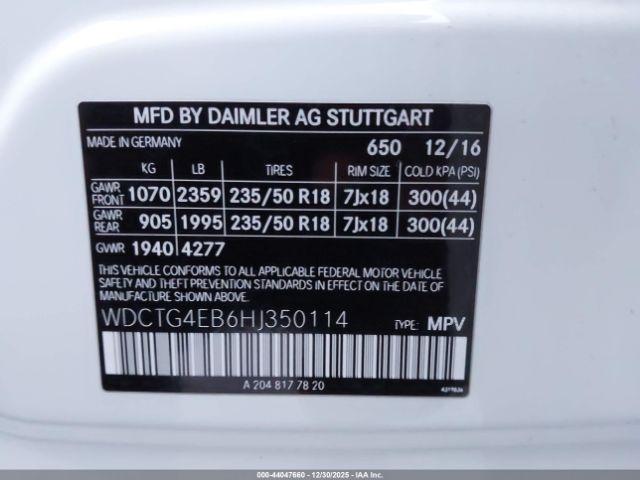 MFD BY DAIMLER AG STUTTGART
MADE IN GERMANY 650 12/16
KG LB TIRES RIM SIZE COLD KPA (PSI)
GAWR FRONT 1070 2359 235/50 R18 7Jx18 300(44)
GAWR REAR 905 1995 235/50 R18 7Jx18 300(44)
GVWR 1940 4277
THIS VEHICLE CONFORMS TO ALL APPLICABLE FEDERAL MOTOR VEHICLE
SAFETY AND THEFT PREVENTION STANDARDS IN EFFECT ON THE DATE OF
MANUFACTURE SHOWN ABOVE.
WDCTG4EB6HJ350114 TYPE: MPV
A 204 817 78 20
000-44047660 - 12/30/2025 - IAA Inc.